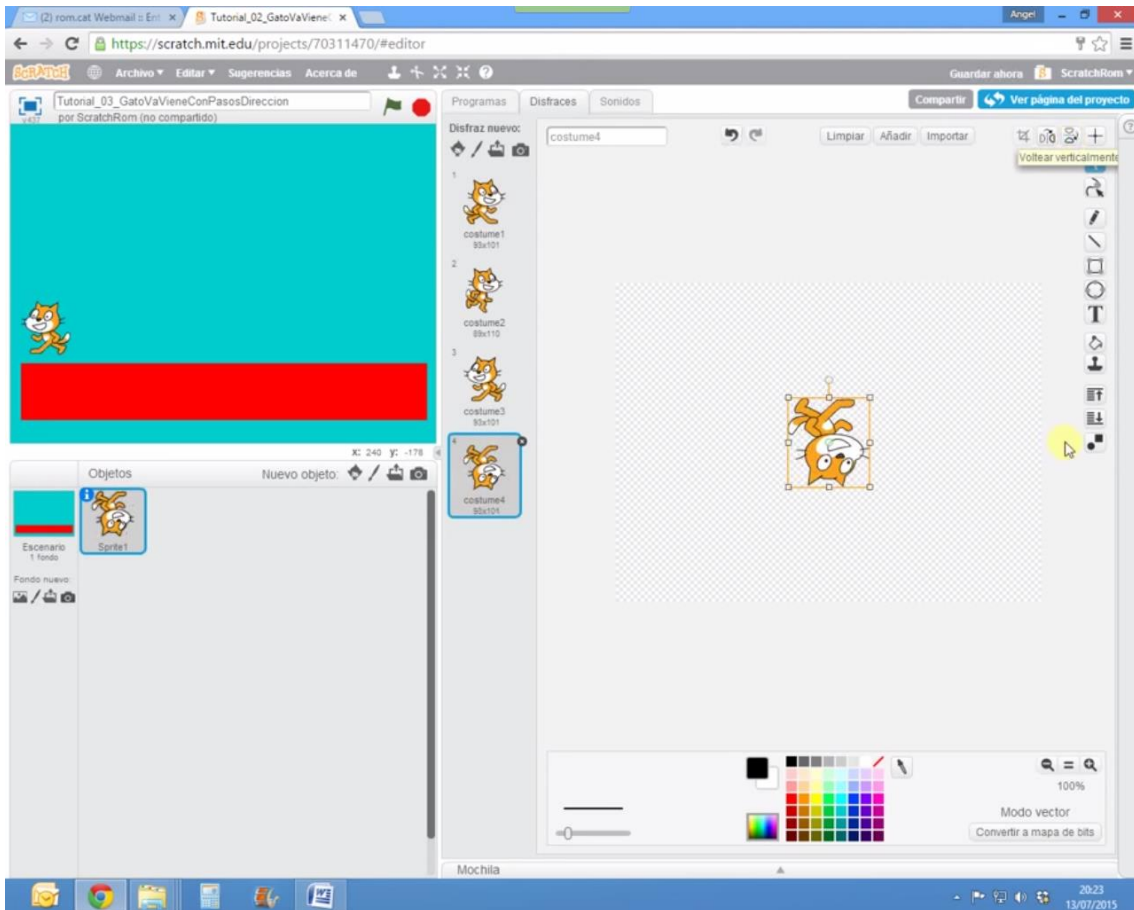 (2) rom.cat Webmail :: Ent
Tutorial_02_GatoVaViene
Angel
https://scratch.mit.edu/projects/70311470/#editor
SCRATCH Archivo Editar Sugerencias Acerca de Guardar ahora ScratchRom
Tutorial_03_GatoVaVieneConPasosDireccion
por ScratchRom (no compartido)
v437
Programas Disfraces Sonidos Compartir Ver página del proyecto
Disfraz nuevo:
costume4
Limpiar Añadir Importar
Voltear verticalmente
1
costume1
93x101
2
costume2
89x110
3
costume3
93x101
4
costume4
93x101
T
X: 240 y: -178
Objetos Nuevo objeto:
Escenario
1 fondo
Sprite1
Fondo nuevo:
100%
Modo vector
Convertir a mapa de bits
Mochila
20:23
13/07/2015